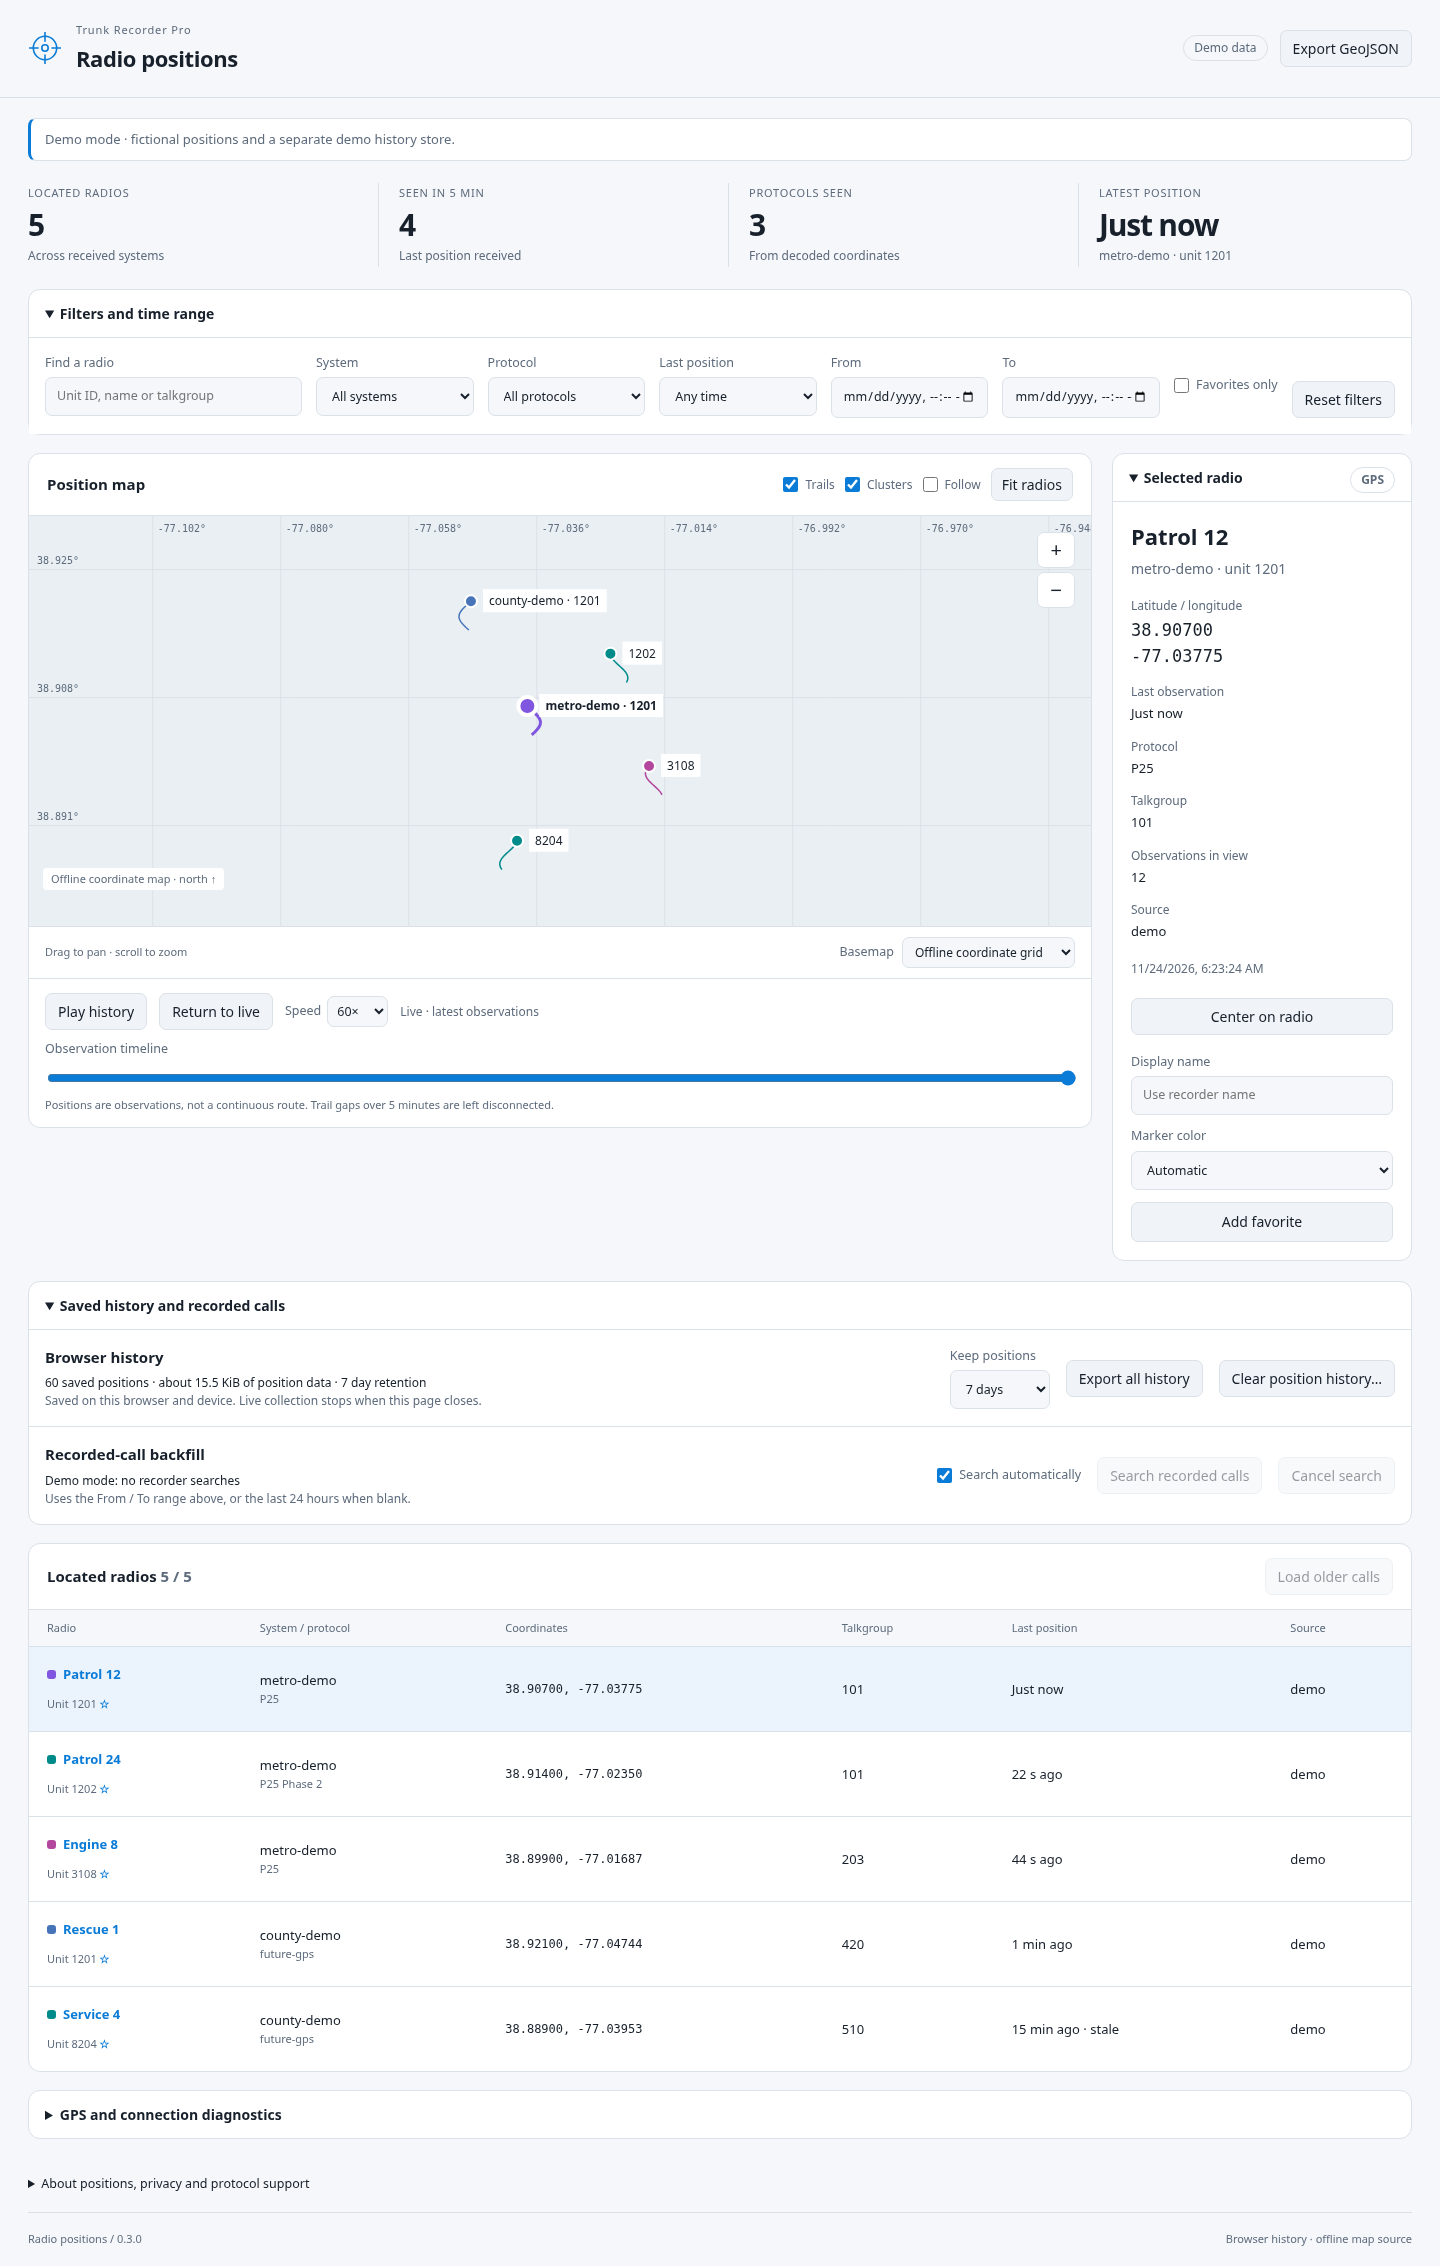 Trunk Recorder Pro
Radio positions
Demo data
Export GeoJSON
Demo mode · fictional positions and a separate demo history store.
LOCATED RADIOS
5
Across received systems
SEEN IN 5 MIN
4
Last position received
PROTOCOLS SEEN
3
From decoded coordinates
LATEST POSITION
Just now
metro-demo · unit 1201
▼ Filters and time range
Find a radio
Unit ID, name or talkgroup
System
All systems
Protocol
All protocols
Last position
Any time
From
mm/dd/yyyy, --:-- -
To
mm/dd/yyyy, --:-- -
Favorites only
Reset filters
Position map
Trails
Clusters
Follow
Fit radios
-77.102°
-77.080°
-77.058°
-77.036°
-77.014°
-76.992°
-76.970°
-76.94
+
−
38.925°
38.908°
38.891°
county-demo · 1201
1202
metro-demo · 1201
3108
8204
Offline coordinate map · north ↑
Drag to pan · scroll to zoom
Basemap
Offline coordinate grid
Play history
Return to live
Speed
60×
Live · latest observations
Observation timeline
Positions are observations, not a continuous route. Trail gaps over 5 minutes are left disconnected.
▼ Selected radio
GPS
Patrol 12
metro-demo · unit 1201
Latitude / longitude
38.90700
-77.03775
Last observation
Just now
Protocol
P25
Talkgroup
101
Observations in view
12
Source
demo
11/24/2026, 6:23:24 AM
Center on radio
Display name
Use recorder name
Marker color
Automatic
Add favorite
▼ Saved history and recorded calls
Browser history
60 saved positions · about 15.5 KiB of position data · 7 day retention
Saved on this browser and device. Live collection stops when this page closes.
Keep positions
7 days
Export all history
Clear position history...
Recorded-call backfill
Demo mode: no recorder searches
Uses the From / To range above, or the last 24 hours when blank.
Search automatically
Search recorded calls
Cancel search
Located radios 5 / 5
Load older calls
Radio
System / protocol
Coordinates
Talkgroup
Last position
Source
Patrol 12
Unit 1201 ☆
metro-demo
P25
38.90700, -77.03775
101
Just now
demo
Patrol 24
Unit 1202 ☆
metro-demo
P25 Phase 2
38.91400, -77.02350
101
22 s ago
demo
Engine 8
Unit 3108 ☆
metro-demo
P25
38.89900, -77.01687
203
44 s ago
demo
Rescue 1
Unit 1201 ☆
county-demo
future-gps
38.92100, -77.04744
420
1 min ago
demo
Service 4
Unit 8204 ☆
county-demo
future-gps
38.88900, -77.03953
510
15 min ago · stale
demo
▶ GPS and connection diagnostics
▶ About positions, privacy and protocol support
Radio positions / 0.3.0
Browser history · offline map source